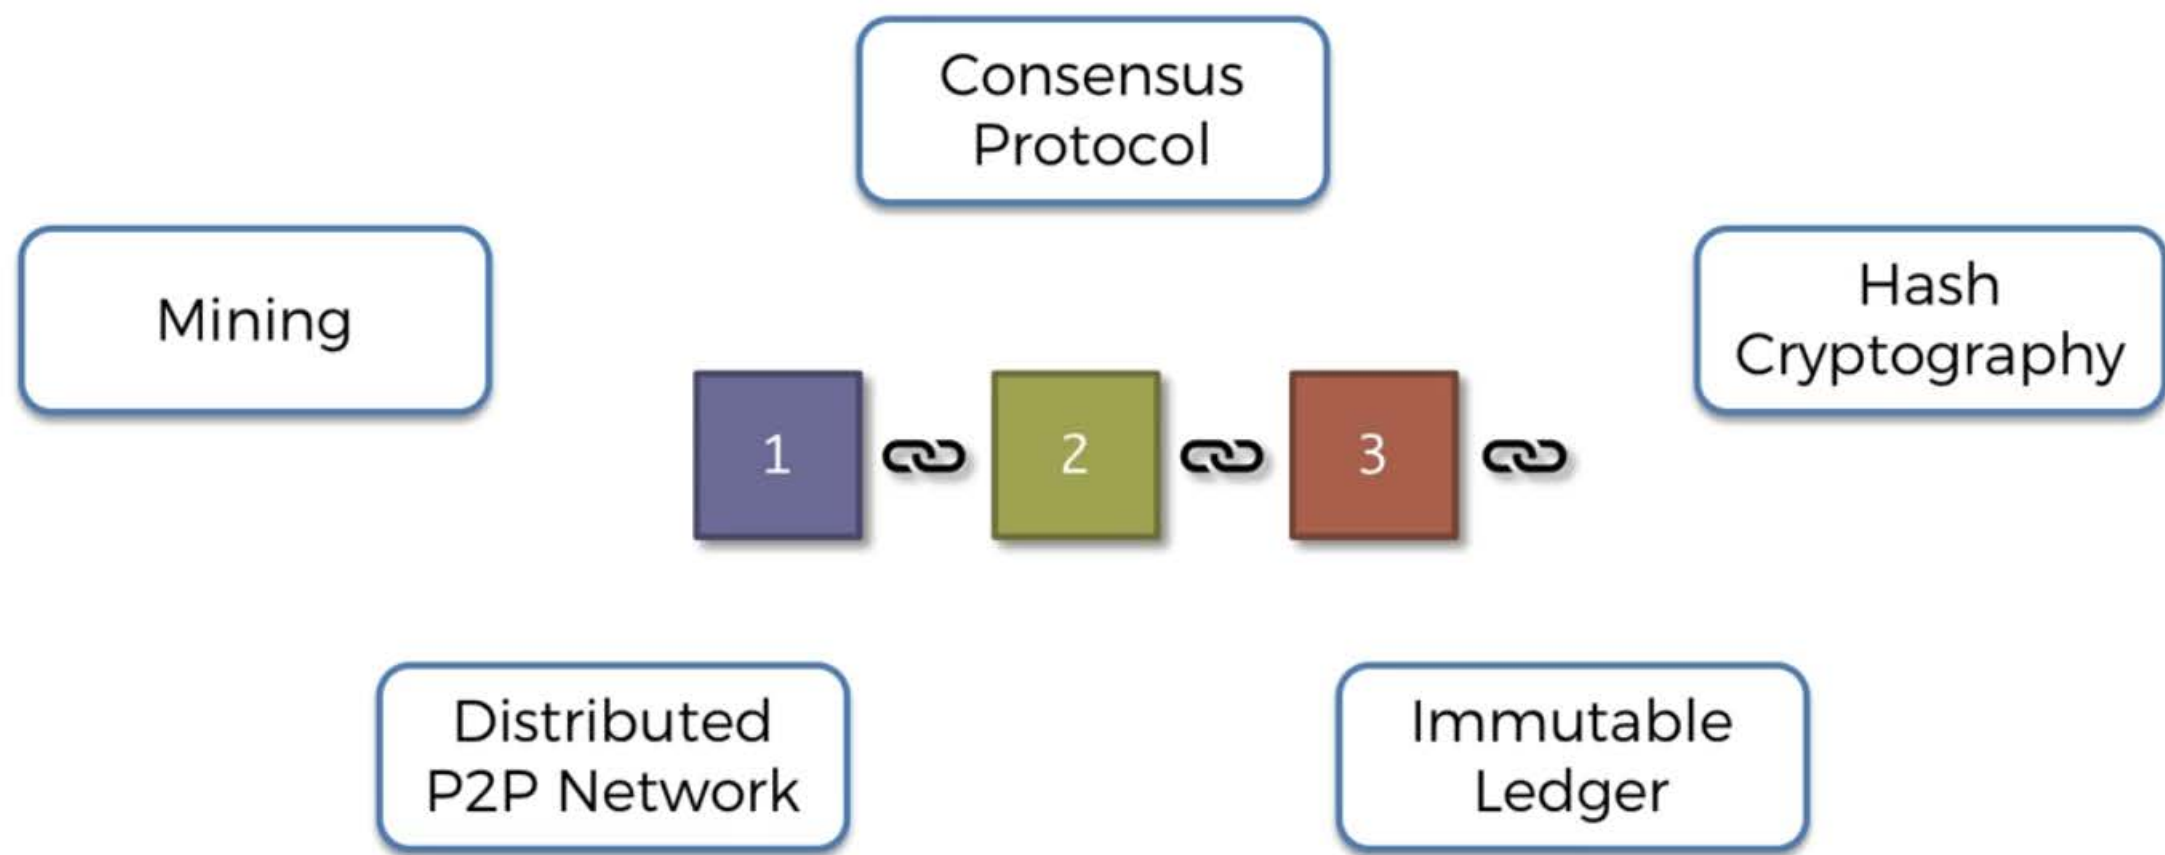 Consensus
Protocol
Mining
Hash
Cryptography
1
2
3
Distributed
P2P Network
Immutable
Ledger